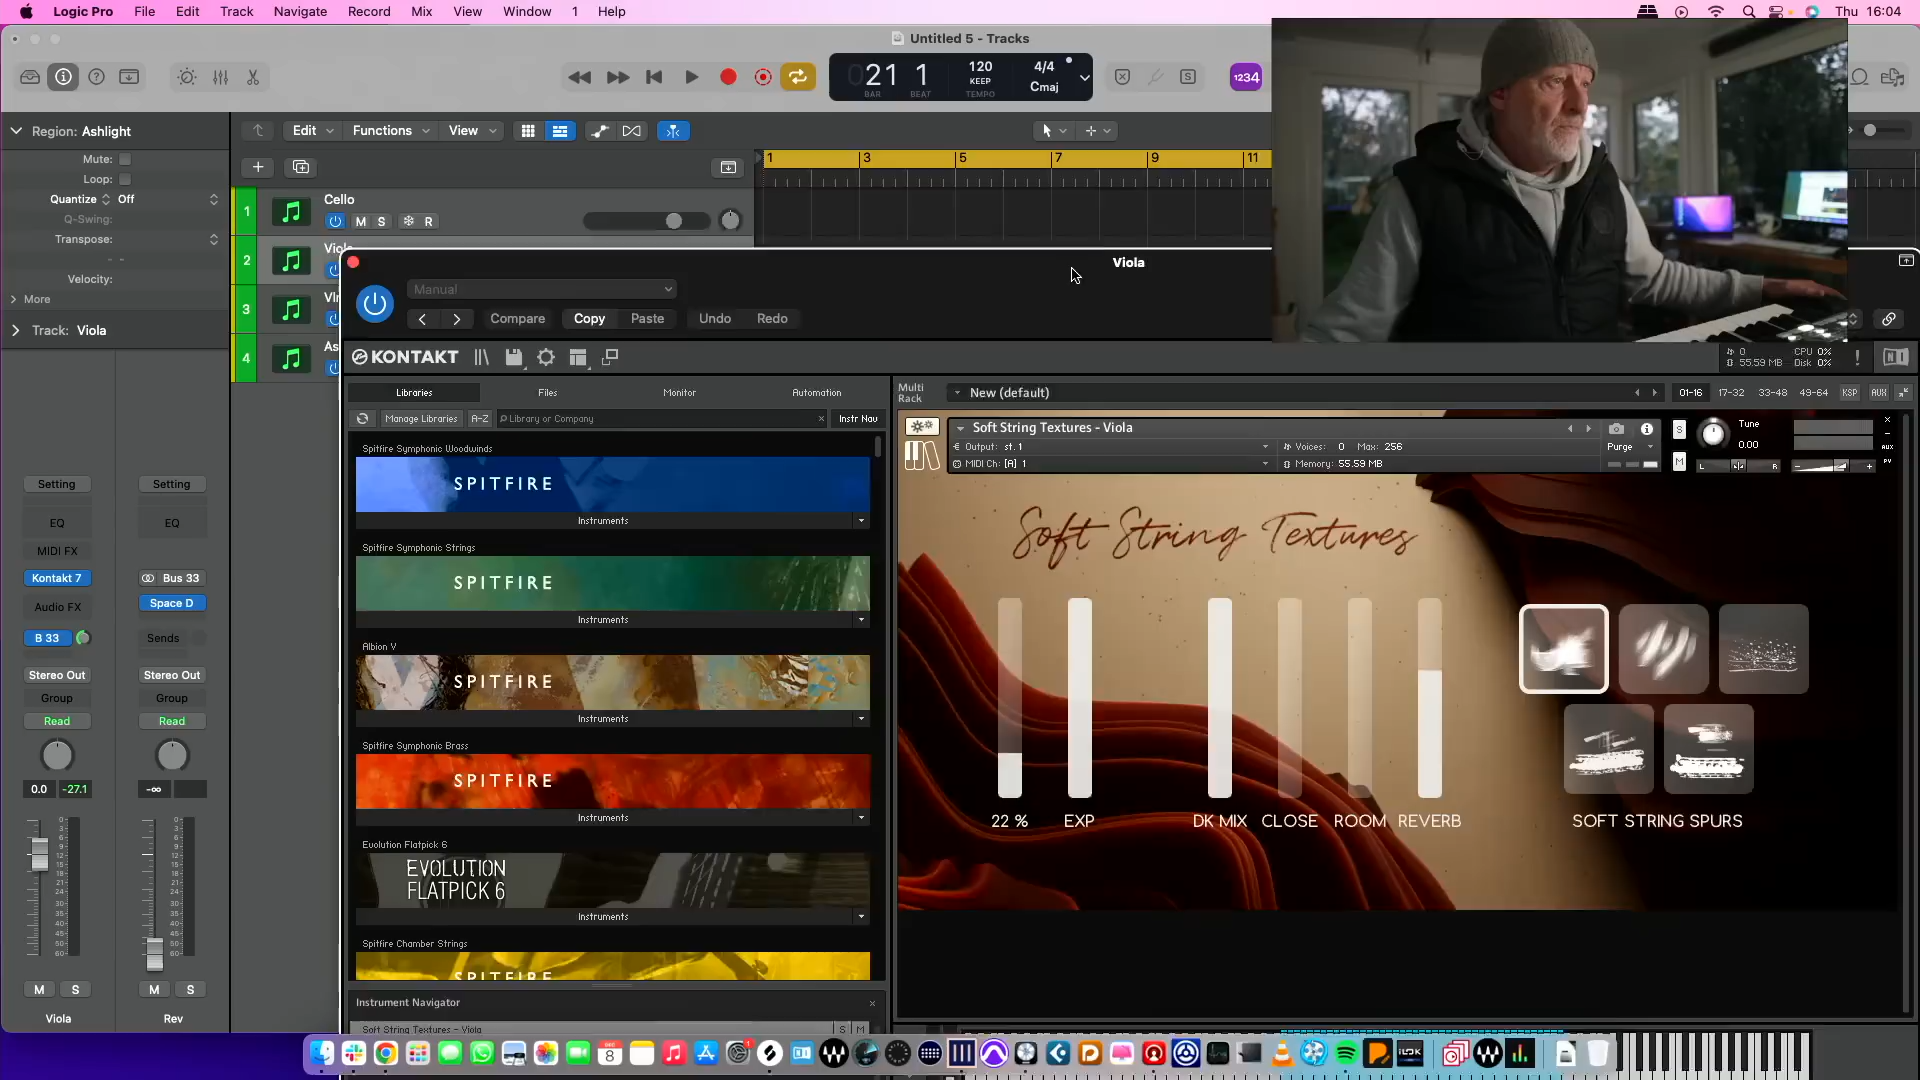 Logic Pro File Edit Track Navigate Record Mix View Window 1 Help
Thu 16:04
Untitled 5 - Tracks
21 1
BAR BEAT
120
KEEP
TEMPO
4/4
Cmaj
1234
Region: Ashlight
Mute:
Loop:
Quantize Off
Q-Swing:
Transpose:
Velocity:
More
Track: Viola
Edit Functions View
1 3 5 7 9 11
1 Cello
M S R
2 Viola
3
4
Setting Setting
EQ EQ
MIDI FX
Kontakt 7 Bus 33
Audio FX Space D
B 33 Sends
Stereo Out Stereo Out
Group Group
Read Read
0.0 -27.1 -∞
M S M S
Viola Rev
Viola
Manual
Compare Copy Paste Undo Redo
KONTAKT
0
55.59 MB
CPU 0%
Disk 0%
Libraries Files Monitor Automation
Manage Libraries A-Z Library or Company Instr Nav
Spitfire Symphonic Woodwinds
SPITFIRE
Instruments
Spitfire Symphonic Strings
SPITFIRE
Instruments
Albion V
SPITFIRE
Instruments
Spitfire Symphonic Brass
SPITFIRE
Instruments
Evolution Flatpick 6
EVOLUTION
FLATPICK 6
Instruments
Spitfire Chamber Strings
SPITFIRE
Instrument Navigator
Soft String Textures - Viola S M
Multi
Rack
New (default)
01-16 17-32 33-48 49-64 KSP AUX
Soft String Textures - Viola
Output: st.1 Voices: 0 Max: 256
MIDI Ch: [A] 1 Memory: 55.59 MB
Purge
S
M
Tune
0.00
L R
AUX
PV
Soft String Textures
22 % EXP DK MIX CLOSE ROOM REVERB
SOFT STRING SPURS